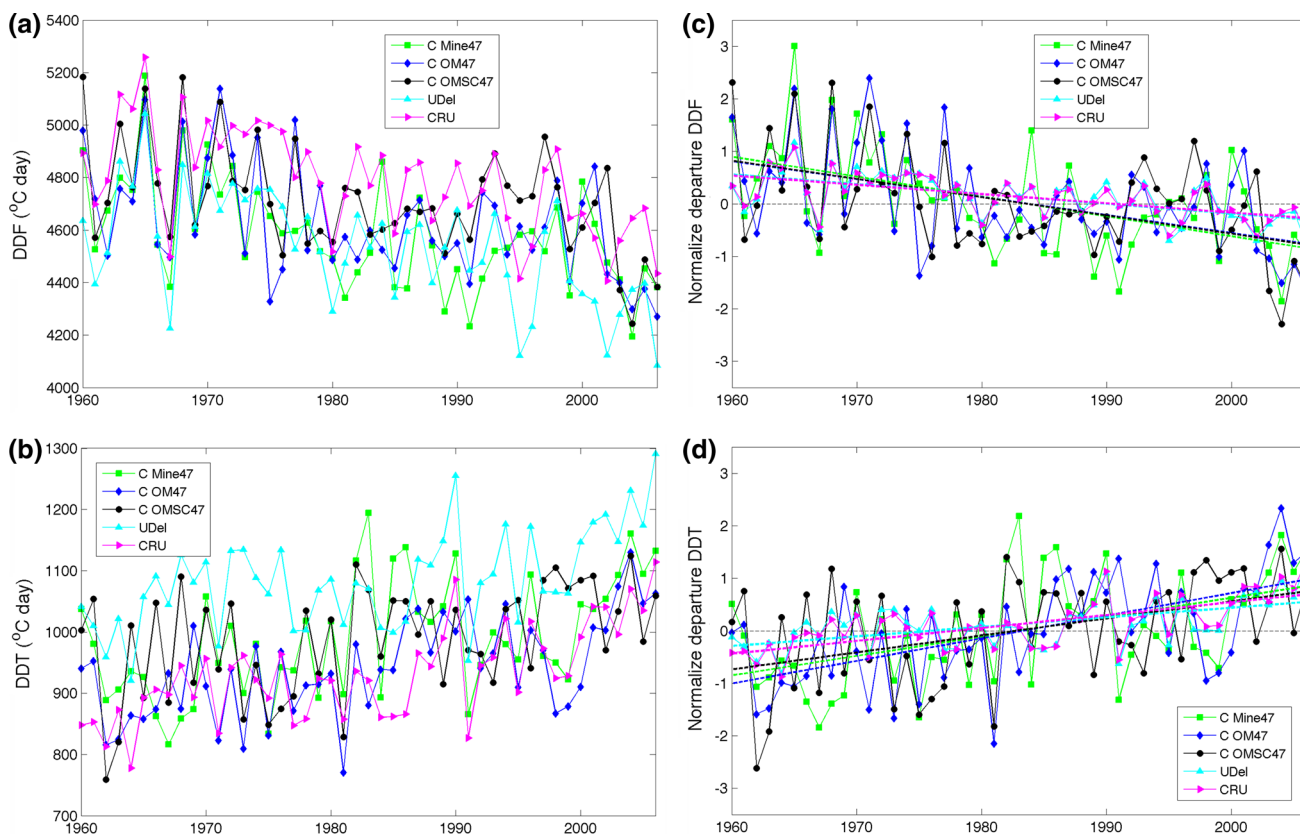 (a)
DDF (°C day)
5400
5200
5000
4800
4600
4400
4200
4000
1960
1970
1980
1990
2000
C Mine47
C OM47
C OMSC47
UDel
CRU
(c)
Normalize departure DDF
3
2
1
0
-1
-2
-3
1960
1970
1980
1990
2000
C Mine47
C OM47
C OMSC47
UDel
CRU
(b)
DDT (°C day)
1300
1200
1100
1000
900
800
700
1960
1970
1980
1990
2000
C Mine47
C OM47
C OMSC47
UDel
CRU
(d)
Normalize departure DDT
3
2
1
0
-1
-2
-3
1960
1970
1980
1990
2000
C Mine47
C OM47
C OMSC47
UDel
CRU